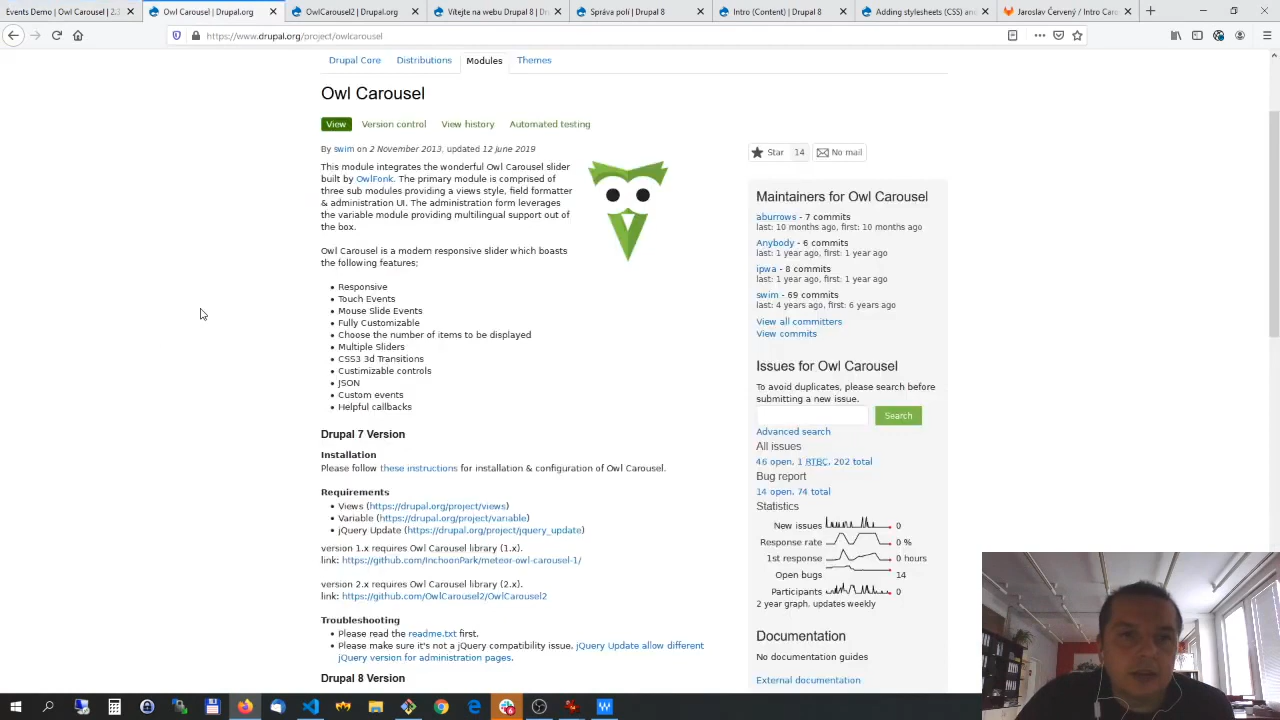 Events Demo | 2.3
Owl Carousel | Drupal.org
OwlCarousel2 | Drupal.org
Vítejte na modulu Drupal 8 | Dr
Správa polí | Drupal 8
Intro (Content) | Drupal 8
Adding stylesheets (CSS) an
Jaroslav Červený / Intro Caro
https://www.drupal.org/project/owlcarousel
Drupal Core
Distributions
Modules
Themes
Owl Carousel
View
Version control
View history
Automated testing
By swim on 2 November 2013, updated 12 June 2019
Star 14
No mail
This module integrates the wonderful Owl Carousel slider
built by OwlFonk. The primary module is comprised of
three sub modules providing a views style, field formatter
& administration UI. The administration form leverages
the variable module providing multilingual support out of
the box.
Owl Carousel is a modern responsive slider which boasts
the following features;
Responsive
Touch Events
Mouse Slide Events
Fully Customizable
Choose the number of items to be displayed
Multiple Sliders
CSS3 3d Transitions
Custimizable controls
JSON
Custom events
Helpful callbacks
Drupal 7 Version
Installation
Please follow these instructions for installation & configuration of Owl Carousel.
Requirements
Views (https://drupal.org/project/views)
Variable (https://drupal.org/project/variable)
jQuery Update (https://drupal.org/project/jquery_update)
version 1.x requires Owl Carousel library (1.x).
link: https://github.com/InchoonPark/meteor-owl-carousel-1/
version 2.x requires Owl Carousel library (2.x).
link: https://github.com/OwlCarousel2/OwlCarousel2
Troubleshooting
Please read the readme.txt first.
Please make sure it's not a jQuery compatibility issue, jQuery Update allow different
jQuery version for administration pages.
Drupal 8 Version
Maintainers for Owl Carousel
aburrows - 7 commits
last: 10 months ago, first: 10 months ago
Anybody - 6 commits
last: 1 year ago, first: 1 year ago
ipwa - 8 commits
last: 1 year ago, first: 1 year ago
swim - 69 commits
last: 4 years ago, first: 6 years ago
View all committers
View commits
Issues for Owl Carousel
To avoid duplicates, please search before
submitting a new issue.
Search
Advanced search
All issues
46 open, 1 RTBC, 202 total
Bug report
14 open, 74 total
Statistics
New issues 0
Response rate 0 %
1st response 0 hours
Open bugs 14
Participants 0
2 year graph, updates weekly
Documentation
No documentation guides
External documentation